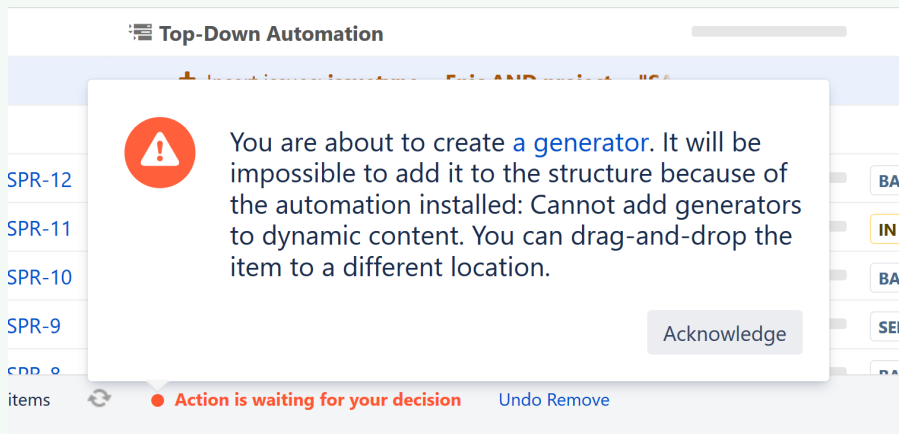 Top-Down Automation
You are about to create a generator. It will be
impossible to add it to the structure because of
the automation installed: Cannot add generators
to dynamic content. You can drag-and-drop the
item to a different location.
SPR-12
BA
SPR-11
IN
SPR-10
BA
SPR-9
SE
Acknowledge
SPR-8
BA
items
Action is waiting for your decision
Undo Remove